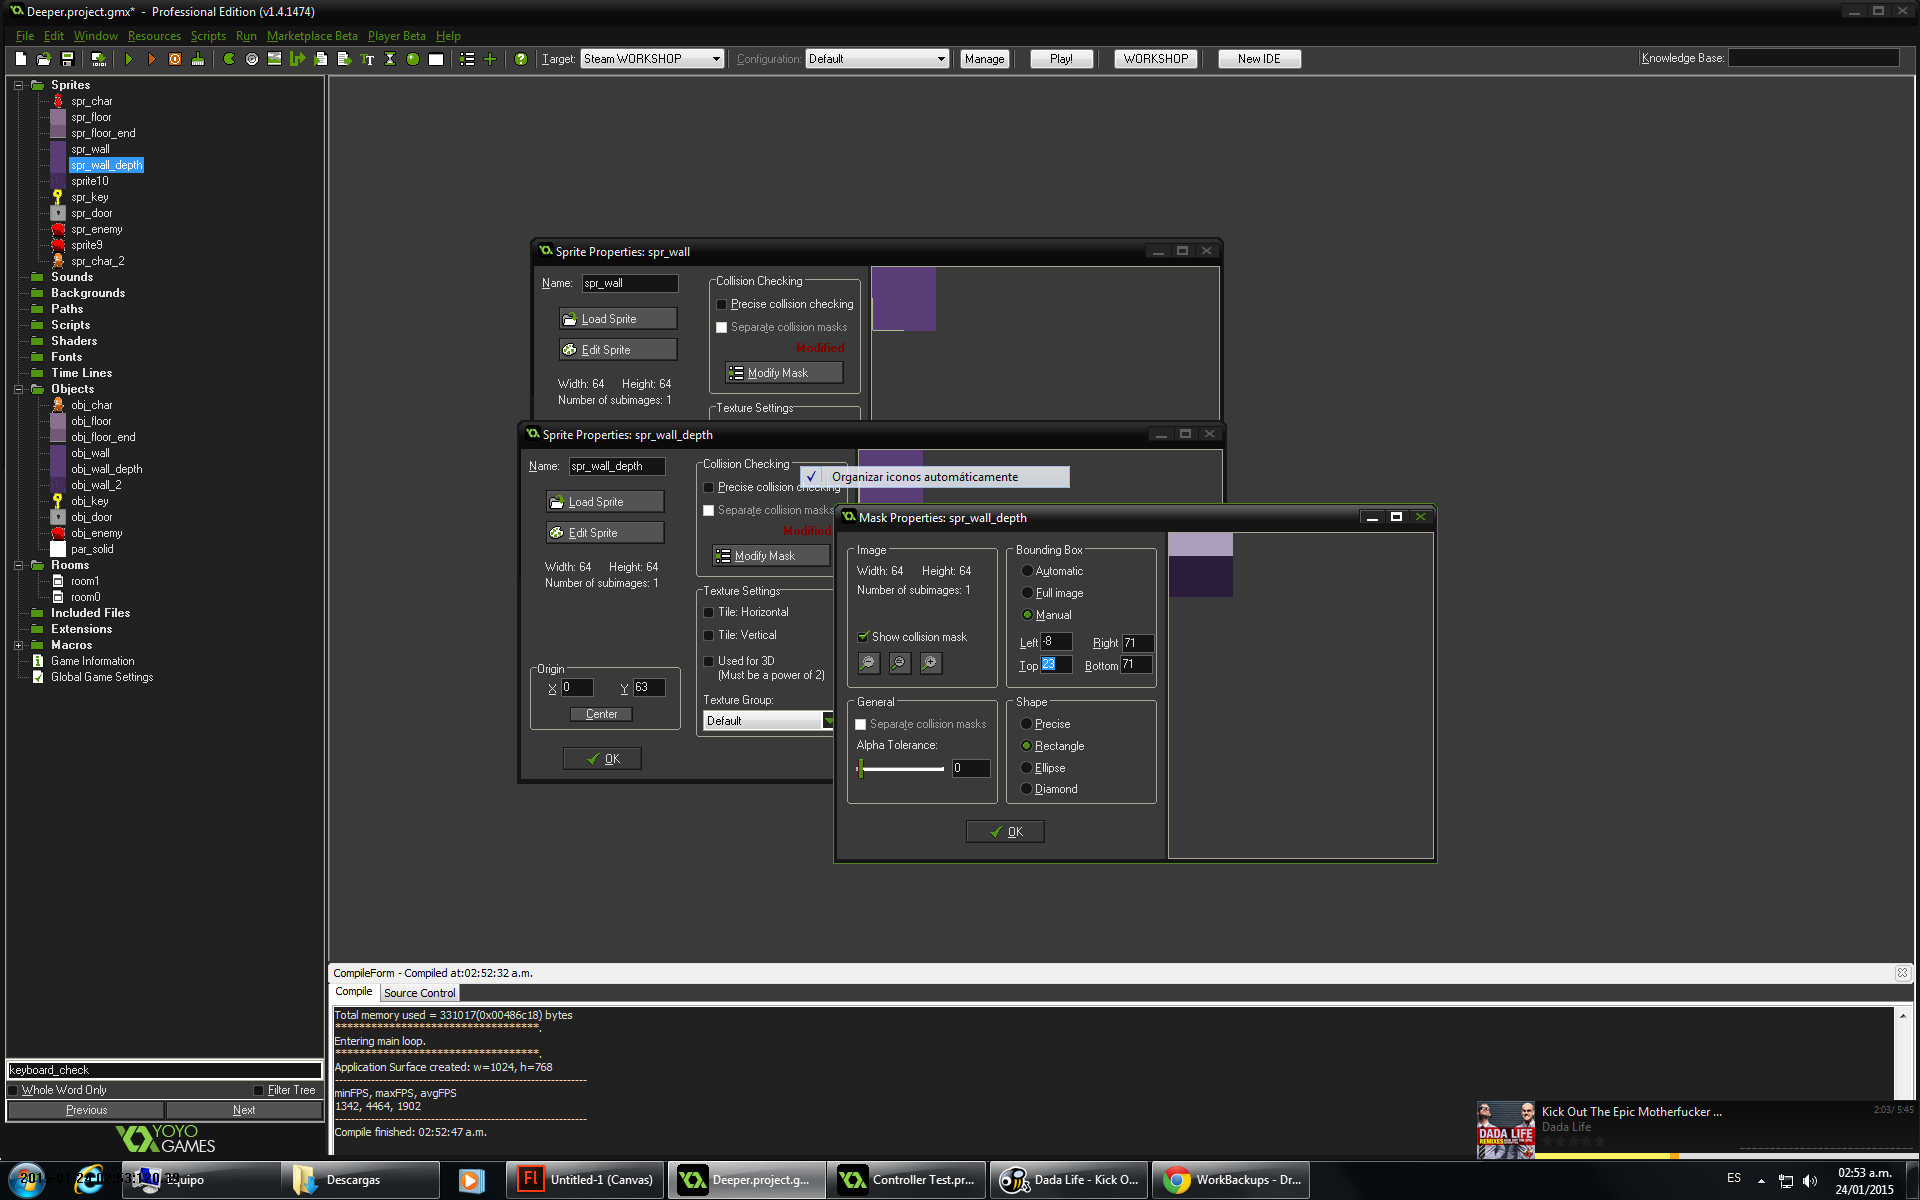 Deeper.project.gmx* - Professional Edition (v1.4.1474)
File Edit Window Resources Scripts Run Marketplace Beta Player Beta Help
Target: Steam WORKSHOP Configuration: Default Manage Play! WORKSHOP New IDE Knowledge Base:
Sprites
spr_char
spr_floor
spr_floor_end
spr_wall
spr_wall_depth
sprite10
spr_key
spr_door
spr_enemy
sprite9
spr_char_2
Sounds
Backgrounds
Paths
Scripts
Shaders
Fonts
Time Lines
Objects
obj_char
obj_floor
obj_floor_end
obj_wall
obj_wall_depth
obj_wall_2
obj_key
obj_door
obj_enemy
par_solid
Rooms
room1
room0
Included Files
Extensions
Macros
Game Information
Global Game Settings
keyboard_check
Whole Word Only Filter Tree
Previous Next
YOYO
GAMES
Sprite Properties: spr_wall
Name: spr_wall
Load Sprite
Edit Sprite
Width: 64 Height: 64
Number of subimages: 1
Collision Checking
Precise collision checking
Separate collision masks
Modified
Modify Mask
Texture Settings
Sprite Properties: spr_wall_depth
Name: spr_wall_depth
Load Sprite
Edit Sprite
Width: 64 Height: 64
Number of subimages: 1
Origin
X 0 Y 63
Center
OK
Collision Checking
Precise collision checking
Separate collision masks
Modified
Modify Mask
Texture Settings
Tile: Horizontal
Tile: Vertical
Used for 3D
(Must be a power of 2)
Texture Group:
Default
Organizar iconos automáticamente
Mask Properties: spr_wall_depth
Image
Width: 64 Height: 64
Number of subimages: 1
Show collision mask
General
Separate collision masks
Alpha Tolerance:
0
Bounding Box
Automatic
Full image
Manual
Left -8 Right 71
Top 23 Bottom 71
Shape
Precise
Rectangle
Ellipse
Diamond
OK
CompileForm - Compiled at:02:52:32 a.m.
Compile Source Control
Total memory used = 331017(0x00486c18) bytes
**********************************.
Entering main loop.
**********************************.
Application Surface created: w=1024, h=768
---------------------------------------------------------------
minFPS, maxFPS, avgFPS
1342, 4464, 1902
---------------------------------------------------------------
Compile finished: 02:52:47 a.m.
DADA LIFE
REMIXES
Kick Out The Epic Motherfucker ...
Dada Life
2:03/ 5:45
Equipo
Descargas
Untitled-1 (Canvas)
Deeper.project.g...
Controller Test.pr...
Dada Life - Kick O...
WorkBackups - Dr...
ES
02:53 a.m.
24/01/2015